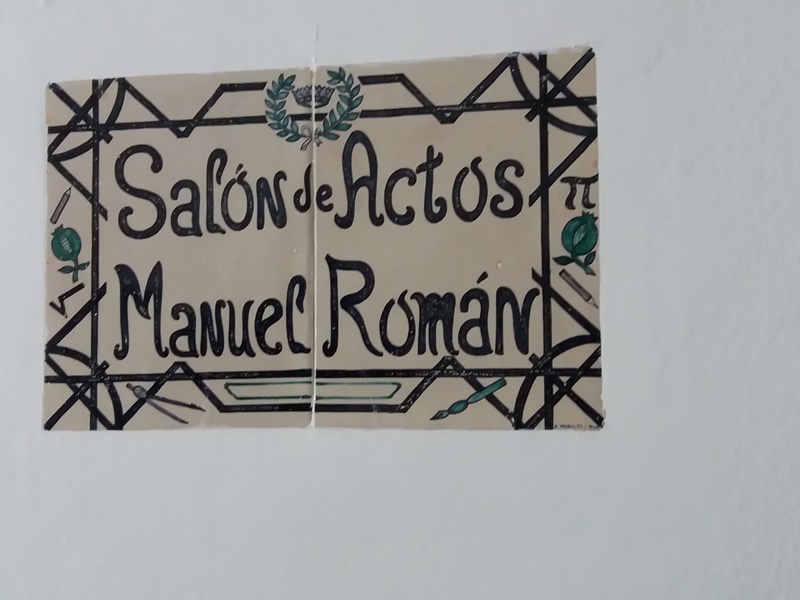 Salón de Actos
Manuel Román
π